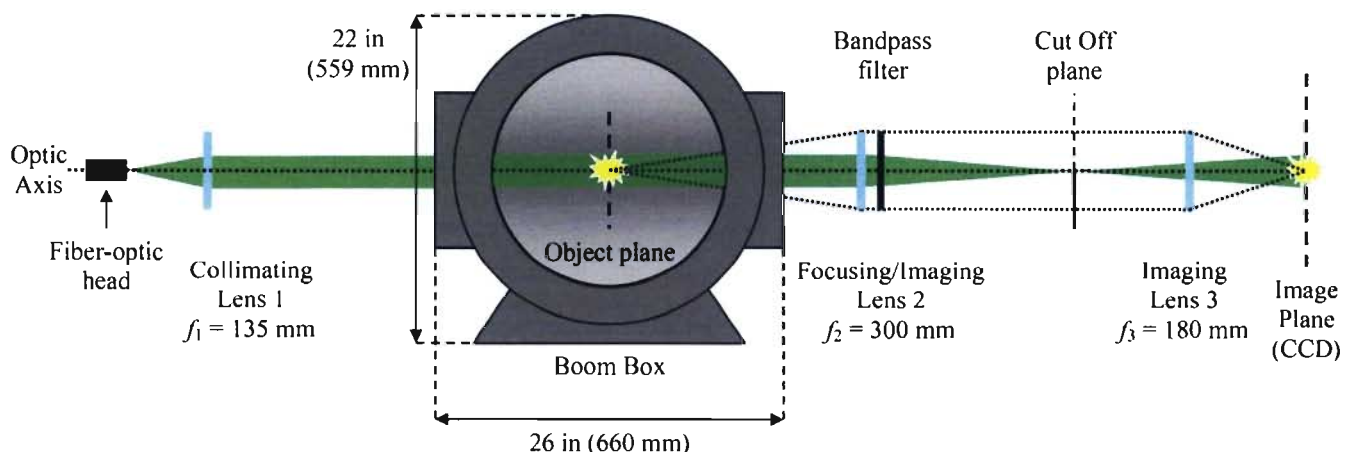 22 in
(559 mm)
Bandpass
filter
Cut Off
plane
Optic
Axis
Fiber-optic
head
Collimating
Lens 1
f1 = 135 mm
Object plane
Boom Box
26 in (660 mm)
Focusing/Imaging
Lens 2
f2 = 300 mm
Imaging
Lens 3
f3 = 180 mm
Image
Plane
(CCD)